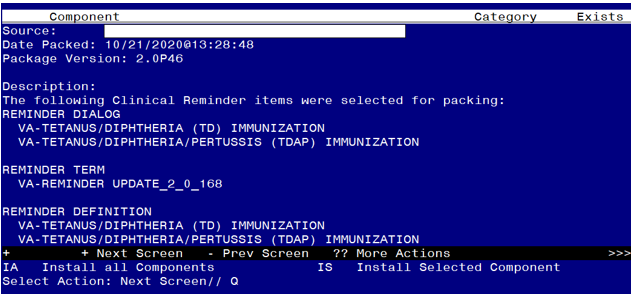 Component Category Exists
Source:
Date Packed: 10/21/2020@13:28:48
Package Version: 2.0P46
Description:
The following Clinical Reminder items were selected for packing:
REMINDER DIALOG
VA-TETANUS/DIPHTHERIA (TD) IMMUNIZATION
VA-TETANUS/DIPHTHERIA/PERTUSSIS (TDAP) IMMUNIZATION
REMINDER TERM
VA-REMINDER UPDATE_2_0_168
REMINDER DEFINITION
VA-TETANUS/DIPHTHERIA (TD) IMMUNIZATION
VA-TETANUS/DIPHTHERIA/PERTUSSIS (TDAP) IMMUNIZATION
+ + Next Screen - Prev Screen ?? More Actions >>>
IA Install all Components IS Install Selected Component
Select Action: Next Screen// Q